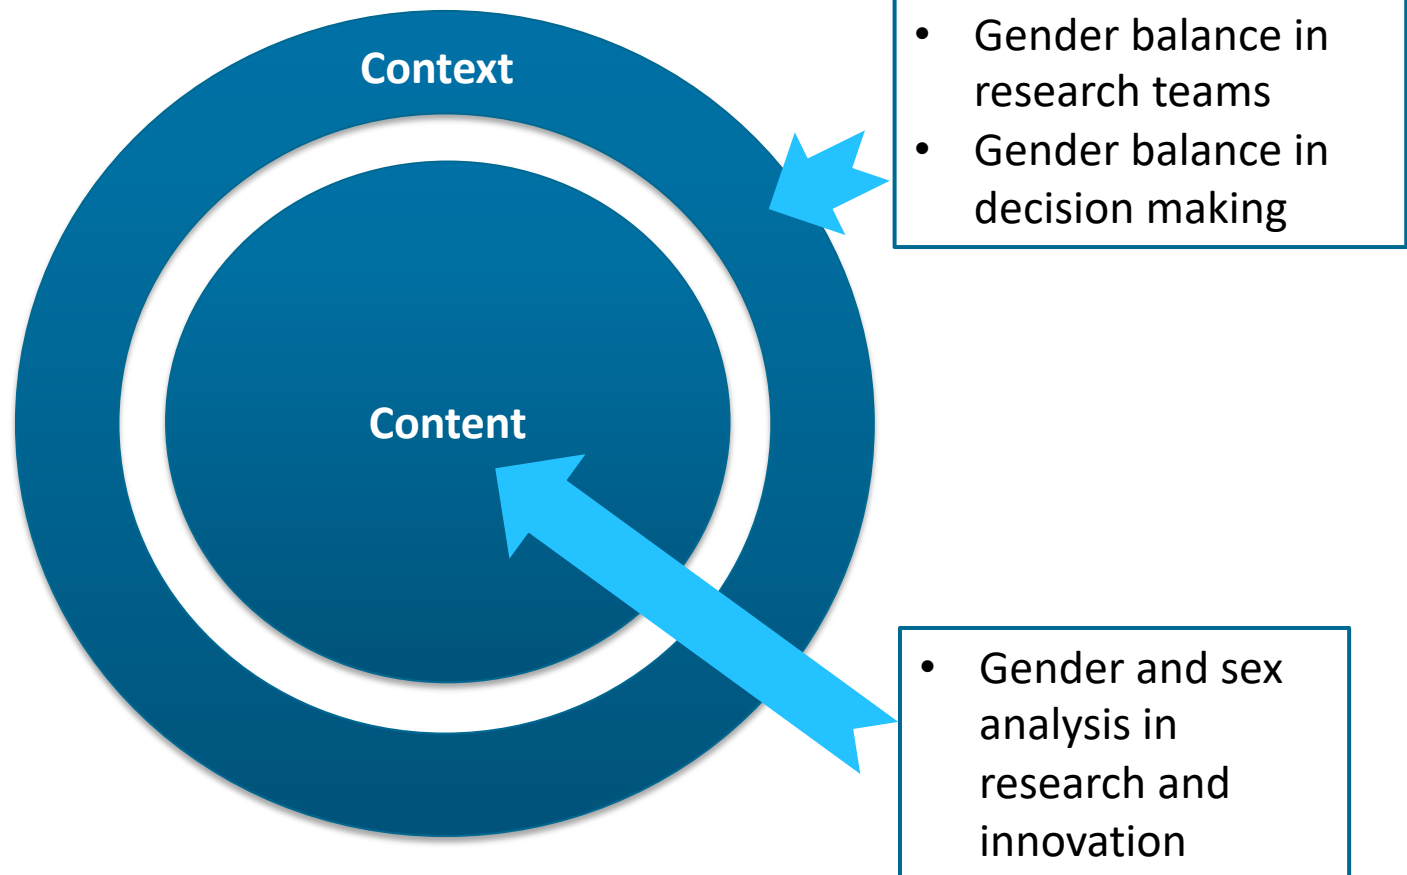 Context
• Gender balance in
research teams
• Gender balance in
decision making
Content
• Gender and sex
analysis in
research and
innovation